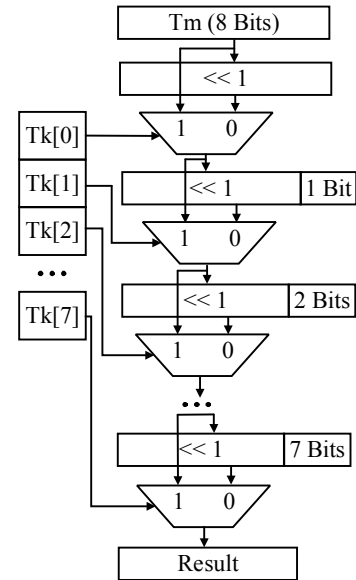 Tm (8 Bits)
<< 1
1 0
Tk[0]
Tk[1]
Tk[2]
...
Tk[7]
<< 1 1 Bit
1 0
<< 1 2 Bits
1 0
...
<< 1 7 Bits
1 0
Result